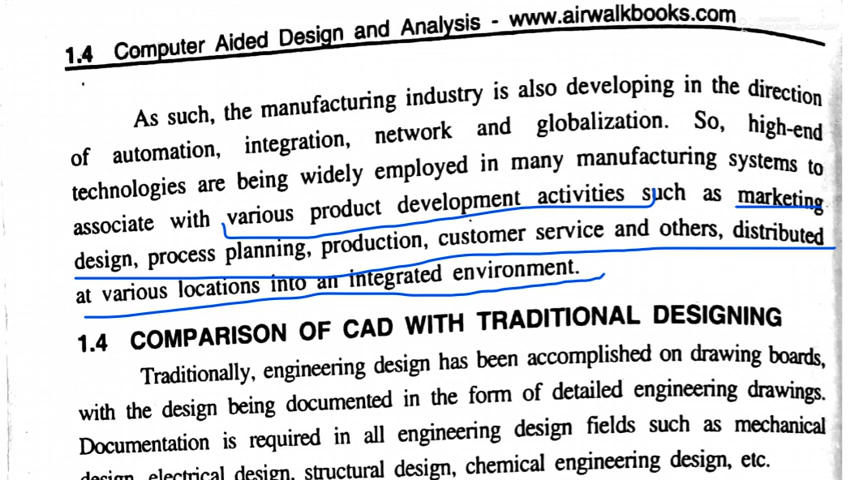 1.4 Computer Aided Design and Analysis - www.airwalkbooks.com
As such, the manufacturing industry is also developing in the direction
of automation, integration, network and globalization. So, high-end
technologies are being widely employed in many manufacturing systems to
associate with various product development activities such as marketing
design, process planning, production, customer service and others, distributed
at various locations into an integrated environment.
1.4 COMPARISON OF CAD WITH TRADITIONAL DESIGNING
Traditionally, engineering design has been accomplished on drawing boards,
with the design being documented in the form of detailed engineering drawings.
Documentation is required in all engineering design fields such as mechanical
design, electrical design, structural design, chemical engineering design, etc.